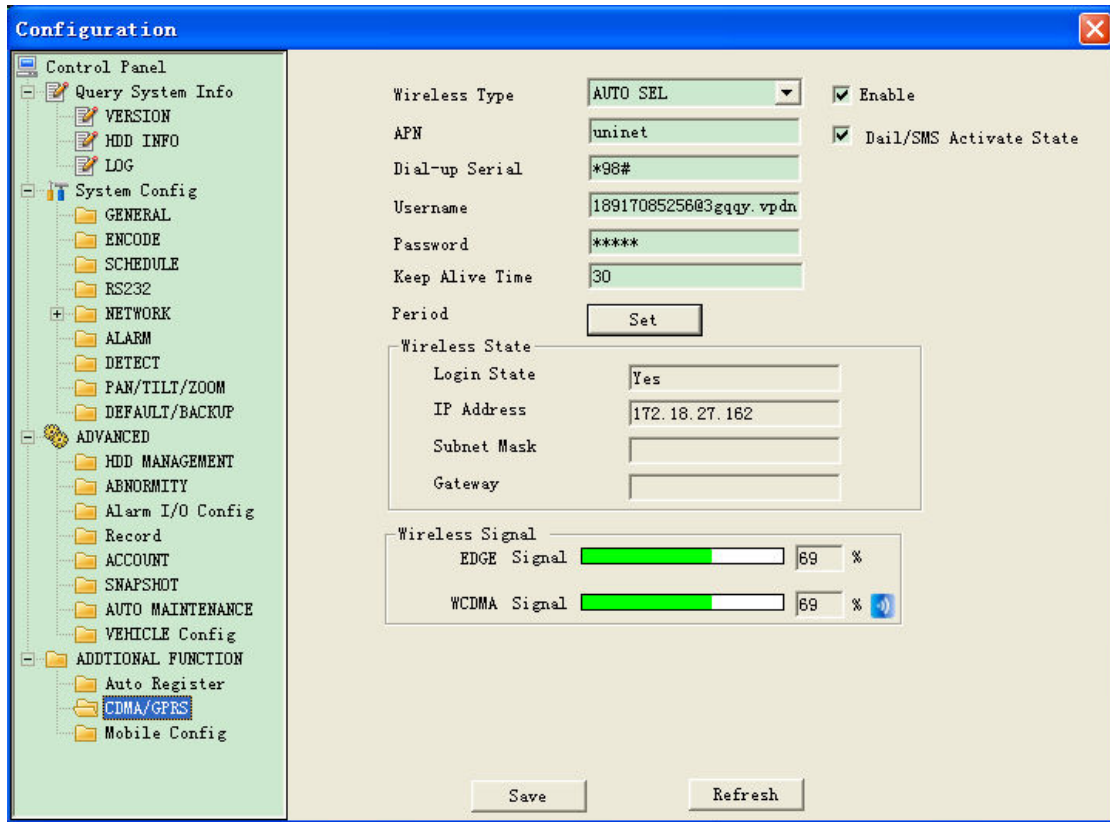 Configuration
Control Panel
Query System Info
VERSION
HDD INFO
LOG
System Config
GENERAL
ENCODE
SCHEDULE
RS232
NETWORK
ALARM
DETECT
PAN/TILT/ZOOM
DEFAULT/BACKUP
ADVANCED
HDD MANAGEMENT
ABNORMITY
Alarm I/O Config
Record
ACCOUNT
SNAPSHOT
AUTO MAINTENANCE
VEHICLE Config
ADDTIONAL FUNCTION
Auto Register
CDMA/GPRS
Mobile Config
Wireless Type AUTO SEL Enable
APN uninet Dail/SMS Activate State
Dial-up Serial *98#
Username 18917085256@3gqqy.vpdn
Password *****
Keep Alive Time 30
Period Set
Wireless State
Login State Yes
IP Address 172.18.27.162
Subnet Mask
Gateway
Wireless Signal
EDGE Signal 69 %
WCDMA Signal 69 %
Save Refresh